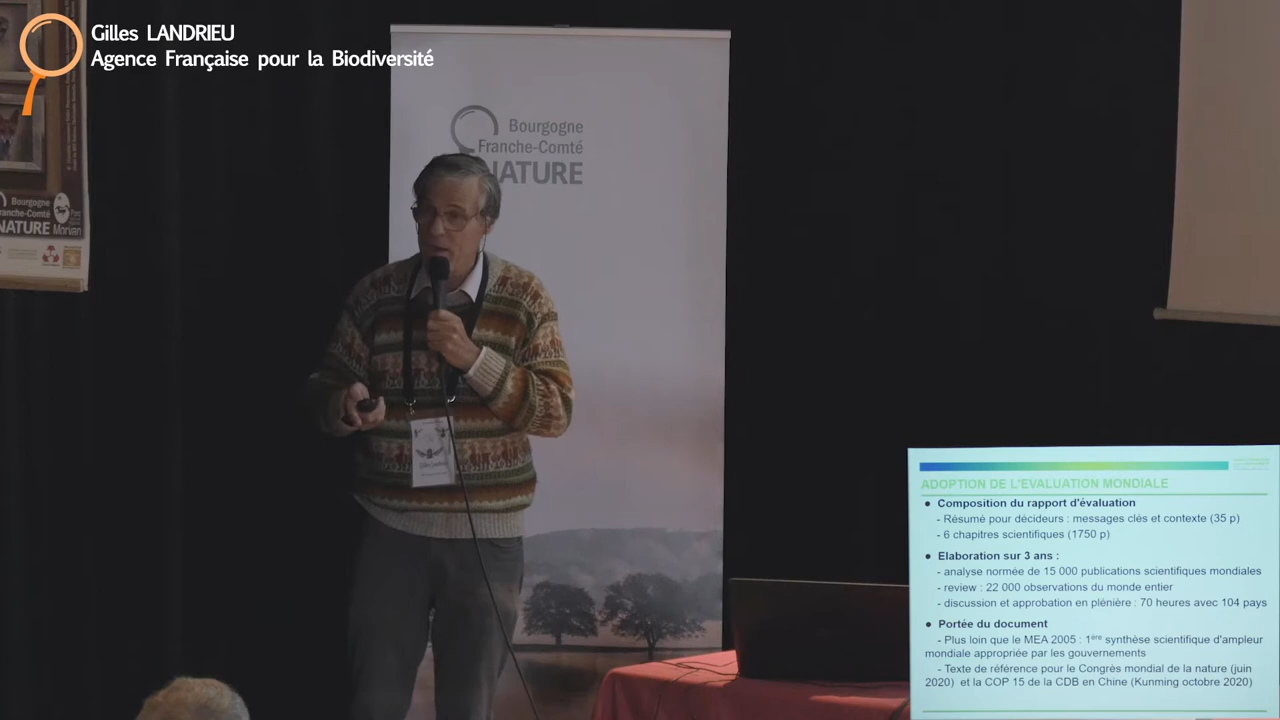 Gilles LANDRIEU
Agence Française pour la Biodiversité
Bourgogne
Franche-Comté
NATURE
Bourgogne
ranche-Comté
NATURE
Morvan
ADOPTION DE L'EVALUATION MONDIALE
● Composition du rapport d'évaluation
- Résumé pour décideurs : messages clés et contexte (35 p)
- 6 chapitres scientifiques (1750 p)
● Elaboration sur 3 ans :
- analyse normée de 15 000 publications scientifiques mondiales
- review : 22 000 observations du monde entier
- discussion et approbation en plénière : 70 heures avec 104 pays
● Portée du document
- Plus loin que le MEA 2005 : 1ère synthèse scientifique d'ampleur
mondiale appropriée par les gouvernements
- Texte de référence pour le Congrès mondial de la nature (juin
2020) et la COP 15 de la CDB en Chine (Kunming octobre 2020)